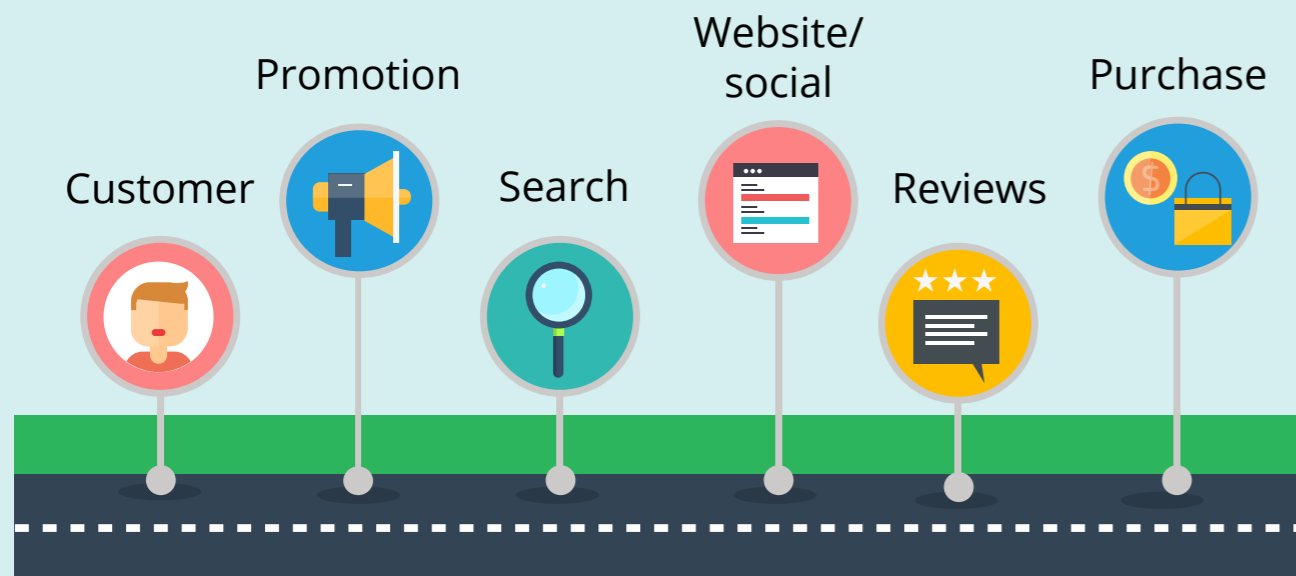 Customer
Promotion
Search
Website/
social
Reviews
Purchase
$